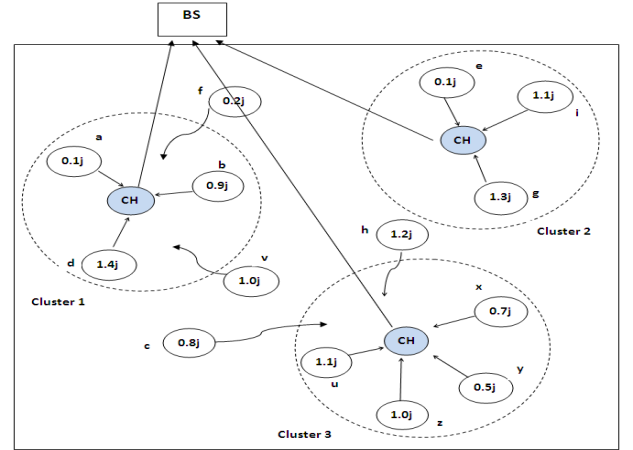 BS
e
0.1j
1.1j
i
f
0.2j
a
0.1j
b
0.9j
CH
CH
1.3j
g
h
1.2j
Cluster 2
d
1.4j
v
1.0j
Cluster 1
x
0.7j
c
0.8j
CH
1.1j
u
y
0.5j
1.0j
z
Cluster 3